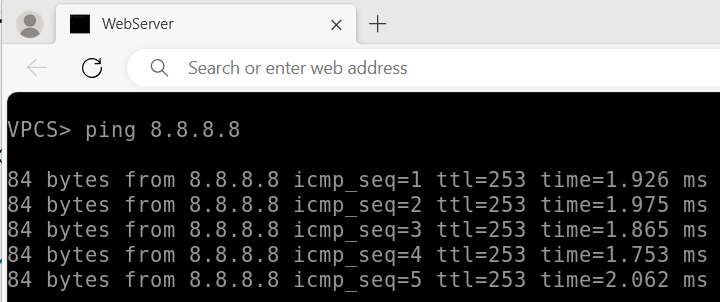 WebServer
Search or enter web address
VPCS> ping 8.8.8.8
84 bytes from 8.8.8.8 icmp_seq=1 ttl=253 time=1.926 ms
84 bytes from 8.8.8.8 icmp_seq=2 ttl=253 time=1.975 ms
84 bytes from 8.8.8.8 icmp_seq=3 ttl=253 time=1.865 ms
84 bytes from 8.8.8.8 icmp_seq=4 ttl=253 time=1.753 ms
84 bytes from 8.8.8.8 icmp_seq=5 ttl=253 time=2.062 ms